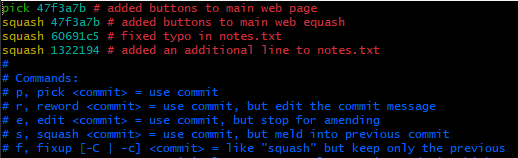 pick 47f3a7b # added buttons to main web page
squash 47f3a7b # added buttons to main web equash
squash 60691c5 # fixed typo in notes.txt
squash 1322194 # added an additional line to notes.txt
#
# Commands:
# p, pick <commit> = use commit
# r, reword <commit> = use commit, but edit the commit message
# e, edit <commit> = use commit, but stop for amending
# s, squash <commit> = use commit, but meld into previous commit
# f, fixup [-C | -c] <commit> = like "squash" but keep only the previous